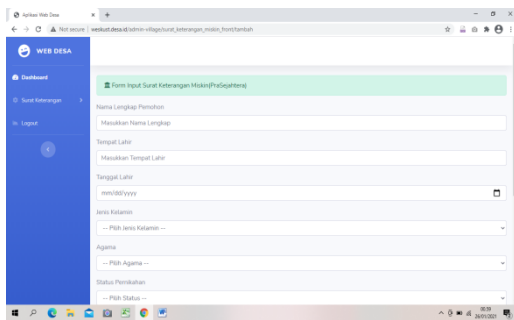 Aplikasi Web Desa
Not secure | weskust.desa.id/admin-village/surat_keterangan_miskin_front/tambah
WEB DESA
Dashboard
Surat Keterangan
Logout
Form Input Surat Keterangan Miskin(PraSejahtera)
Nama Lengkap Pemohon
Masukkan Nama Lengkap
Tempat Lahir
Masukkan Tempat Lahir
Tanggal Lahir
mm/dd/yyyy
Jenis Kelamin
-- Pilih Jenis Kelamin --
Agama
-- Pilih Agama --
Status Pernikahan
-- Pilih Status --